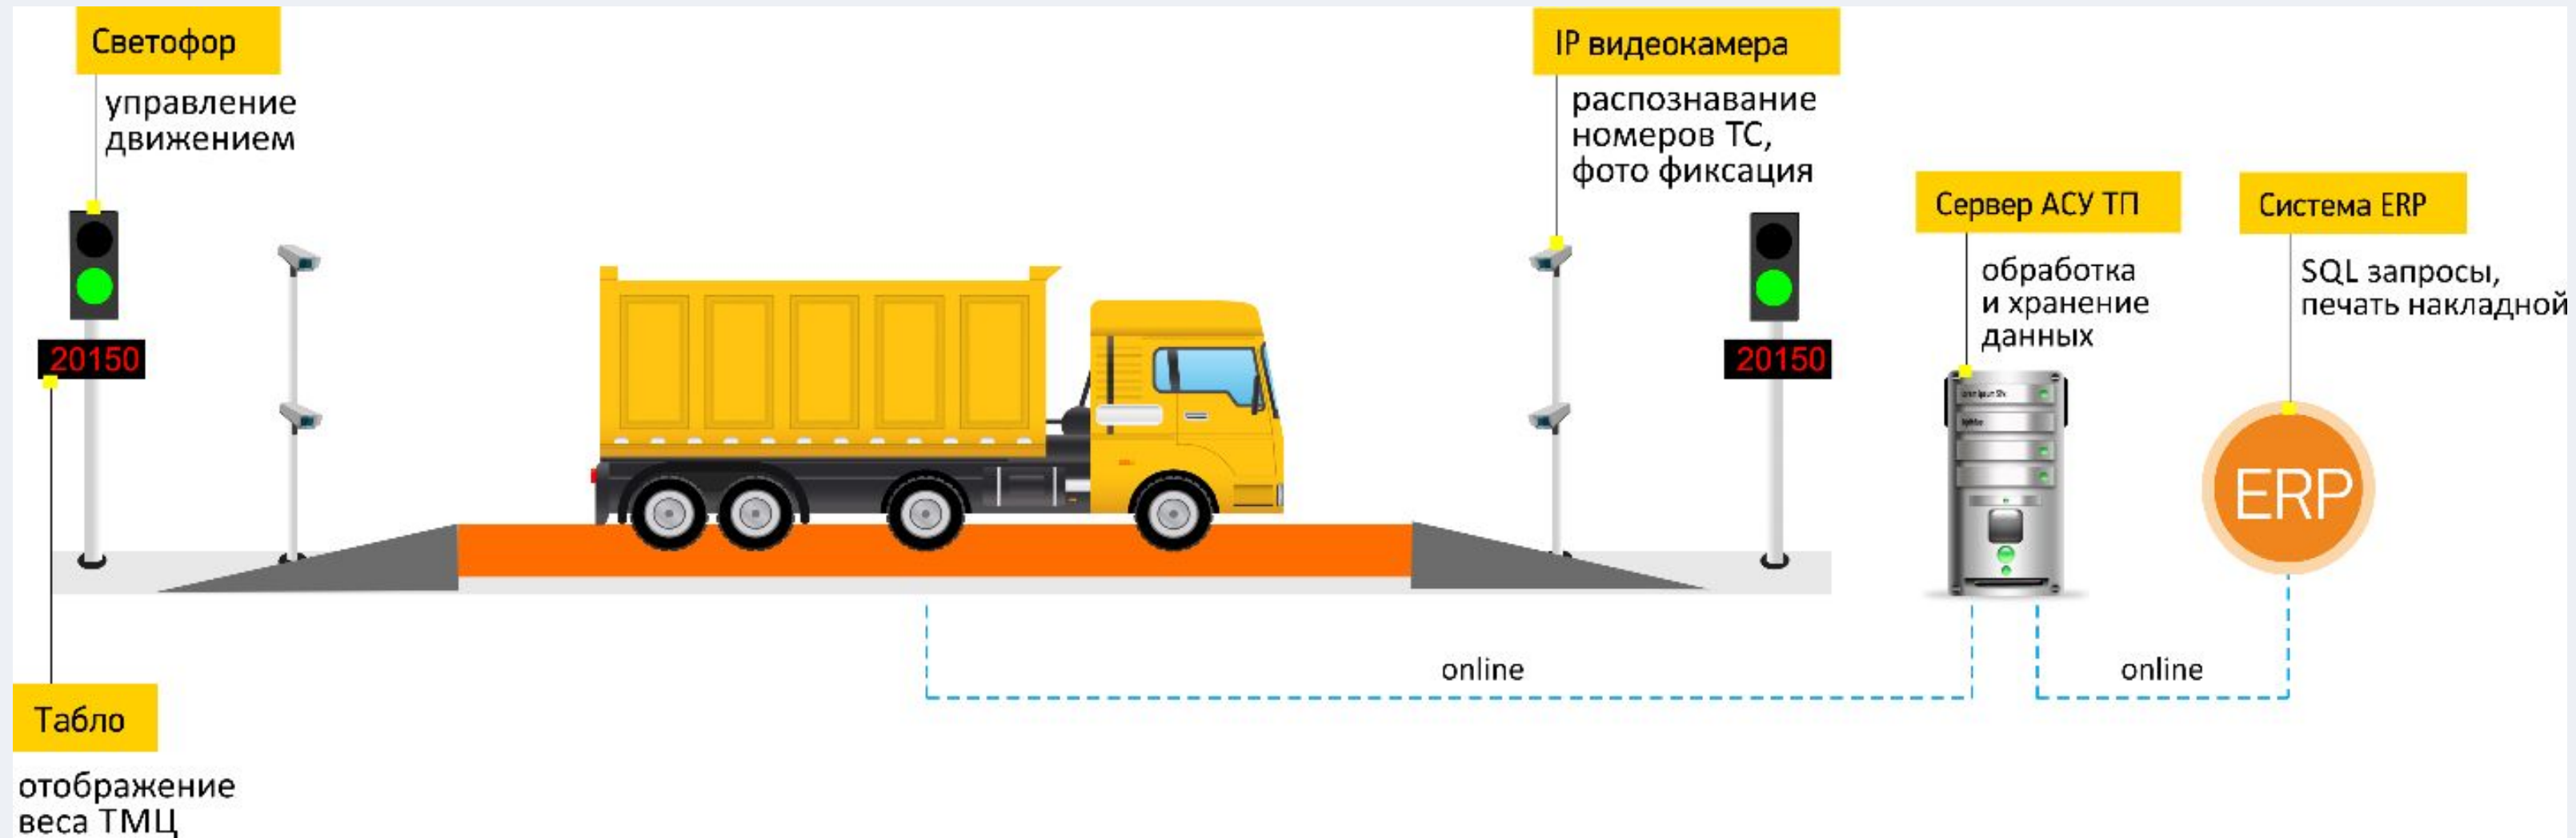 Светофор
управление
движением
20150
Табло
отображение
веса ТМЦ
IP видеокамера
распознавание
номеров ТС,
фото фиксация
20150
Сервер АСУ ТП
обработка
и хранение
данных
Система ERP
SQL запросы,
печать накладной
ERP
online
online